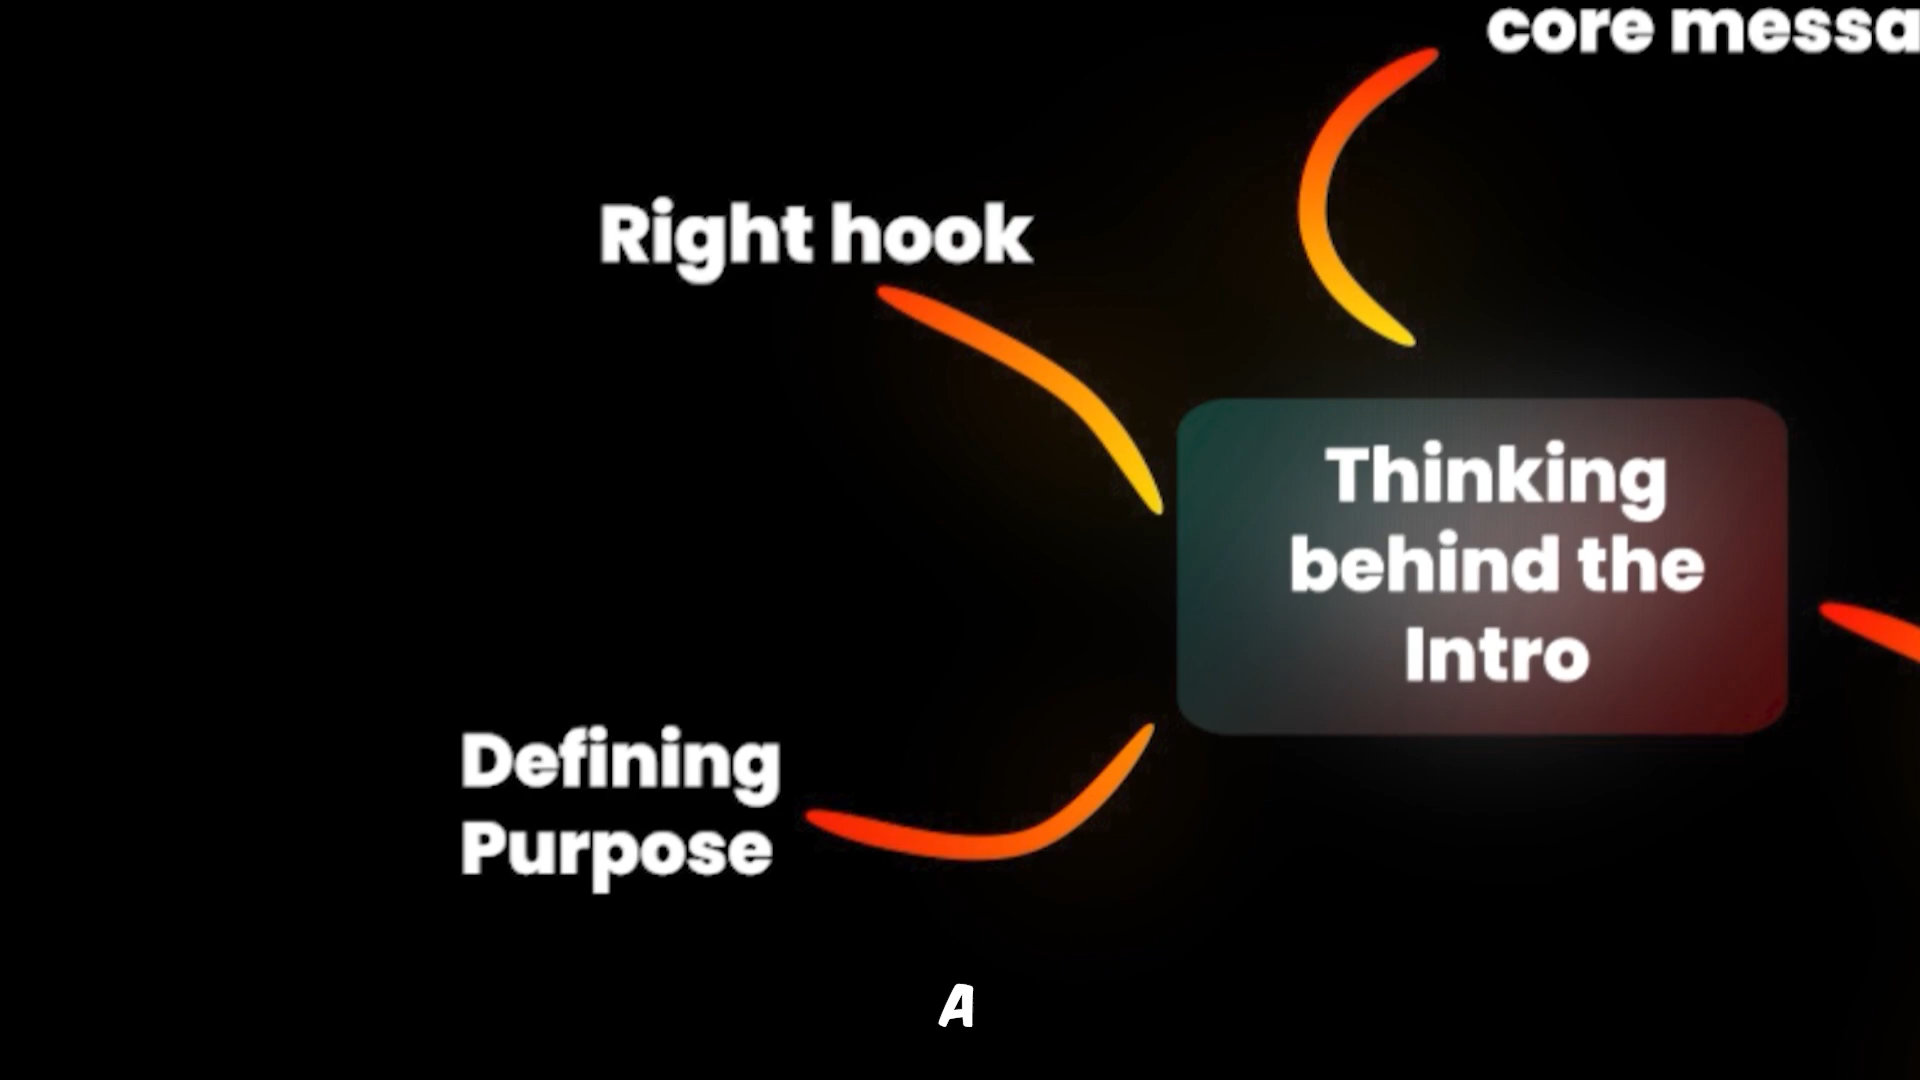 core messa
Right hook
Thinking
behind the
Intro
Defining
Purpose
A